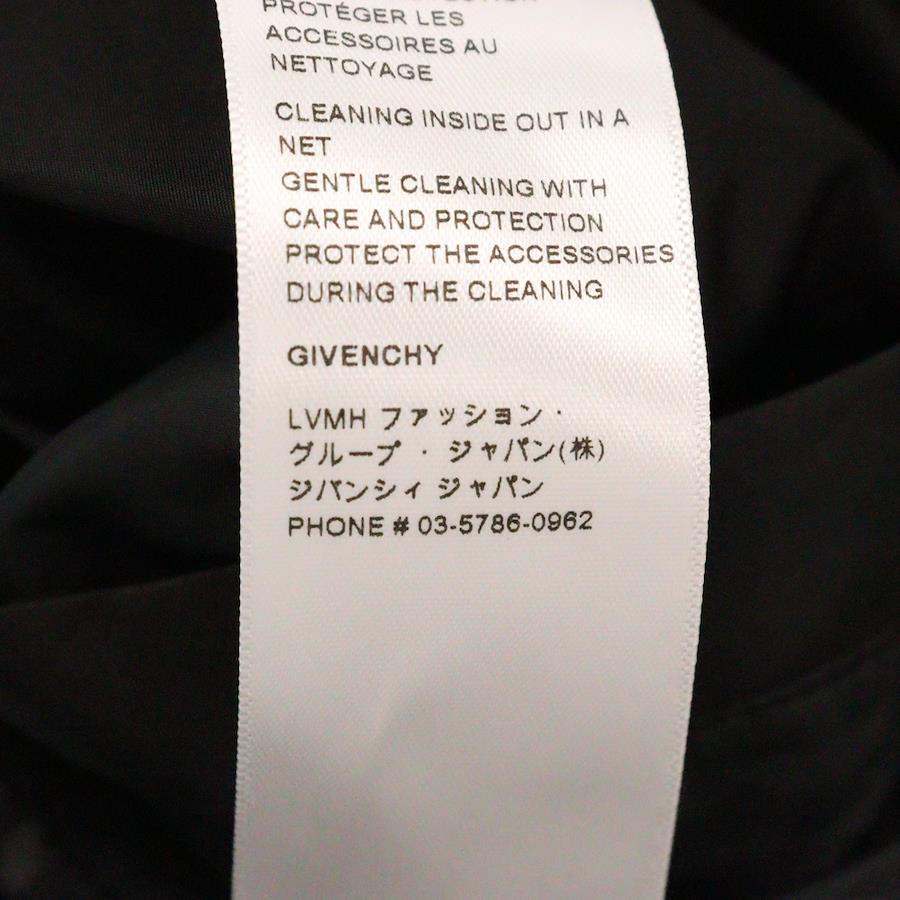 PROTÉGER LES
ACCESSOIRES AU
NETTOYAGE
CLEANING INSIDE OUT IN A
NET
GENTLE CLEANING WITH
CARE AND PROTECTION
PROTECT THE ACCESSORIES
DURING THE CLEANING
GIVENCHY
LVMH ファッション・
グループ・ジャパン(株)
ジバンシィ ジャパン
PHONE # 03-5786-0962